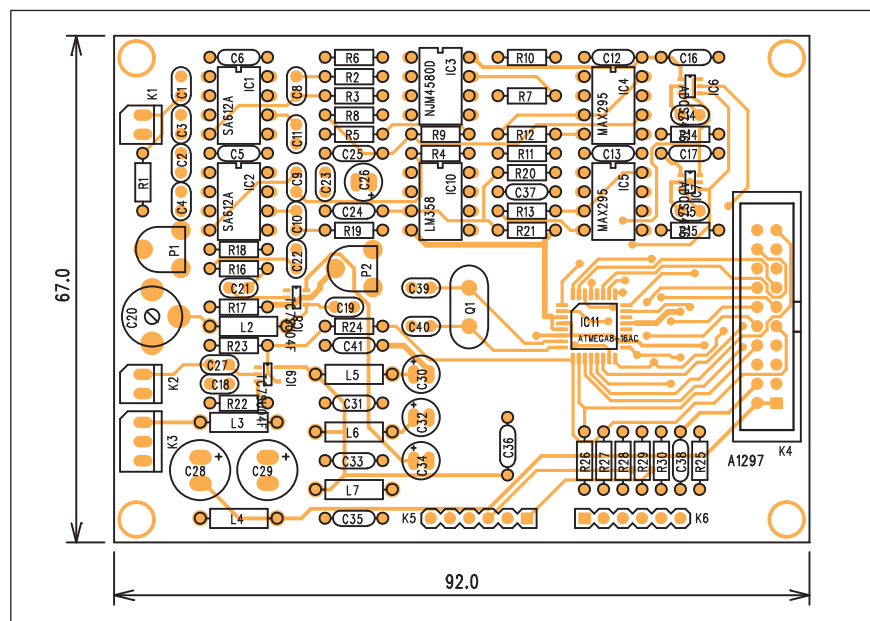 C6
R6
IC3
R10
C12
C16
K1
C1
IC1
C8
R2
NJM4580D
IC4
IC6
SA612A
R3
R7
MAX295
C3
R8
C11
R5
R9
R12
R14
C2
C5
C25
R4
R11
C13
C17
R1
IC2
C9
C23
C26
+
IC10
R20
IC5
C4
SA612A
LM358
C37
MAX295
C10
C24
R13
R19
R21
P1
R18
C22
R16
P2
C21
C39
67.0
R17
C19
Q1
C20
L2
R24
C40
IC11
R23
C41
ATMEGA8-16AC
C27
K2
C18
L5
+
C30
R22
C31
K3
L3
L6
+
C32
C28
+
C29
+
C33
+
C34
C36
R26
R27
R28
R29
R30
C38
R25
A1297
K4
L7
L4
C35
K5
K6
92.0